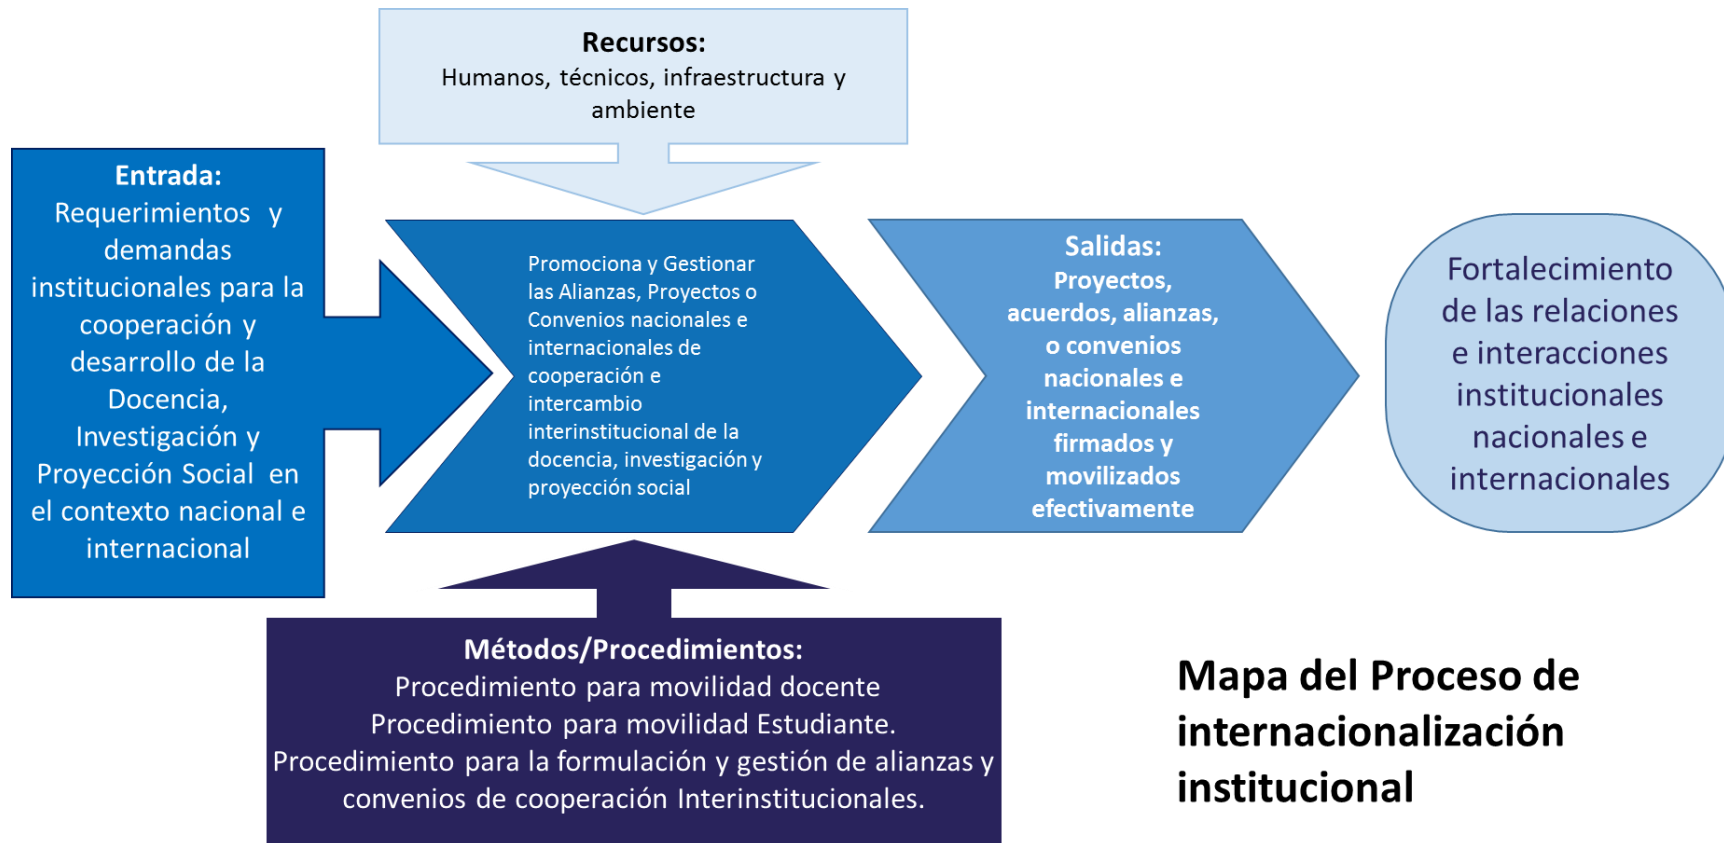 Recursos:
Humanos, técnicos, infraestructura y
ambiente
Entrada:
Requerimientos y
demandas
institucionales para la
cooperación y
desarrollo de la
Docencia,
Investigación y
Proyección Social en
el contexto nacional e
internacional
Promociona y Gestionar
las Alianzas, Proyectos o
Convenios nacionales e
internacionales de
cooperación e
intercambio
interinstitucional de la
docencia, investigación y
proyección social
Salidas:
Proyectos,
acuerdos, alianzas,
o convenios
nacionales e
internacionales
firmados y
movilizados
efectivamente
Fortalecimiento
de las relaciones
e interacciones
institucionales
nacionales e
internacionales
Métodos/Procedimientos:
Procedimiento para movilidad docente
Procedimiento para movilidad Estudiante.
Procedimiento para la formulación y gestión de alianzas y
convenios de cooperación Interinstitucionales.
Mapa del Proceso de
internacionalización
institucional